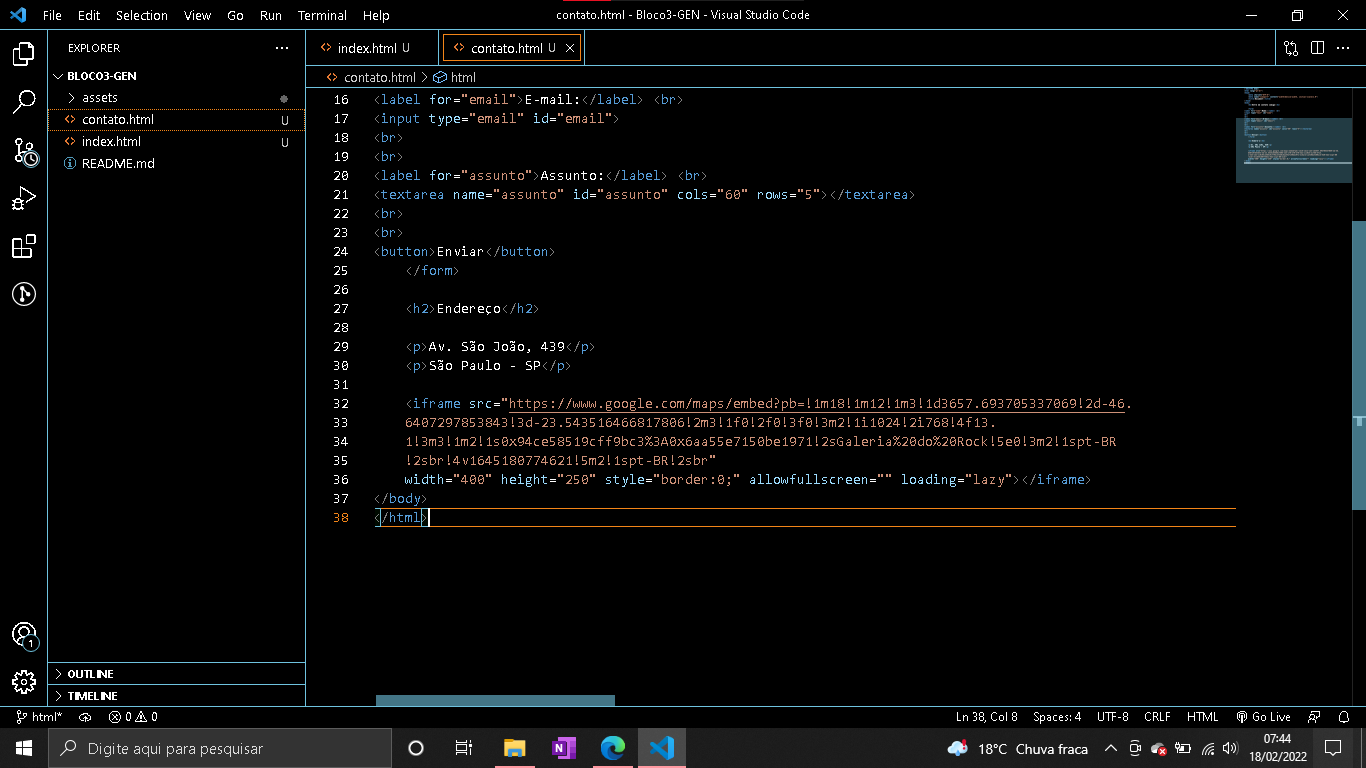 File Edit Selection View Go Run Terminal Help
contato.html - Bloco3-GEN - Visual Studio Code
EXPLORER
BLOCO3-GEN
assets
contato.html U
index.html U
README.md
OUTLINE
TIMELINE
index.html U
contato.html U
contato.html > html
16 <label for="email">E-mail:</label> <br>
17 <input type="email" id="email">
18 <br>
19 <br>
20 <label for="assunto">Assunto:</label> <br>
21 <textarea name="assunto" id="assunto" cols="60" rows="5"></textarea>
22 <br>
23 <br>
24 <button>Enviar</button>
25 </form>
26
27 <h2>Endereço</h2>
28
29 <p>Av. São João, 439</p>
30 <p>São Paulo - SP</p>
31
32 <iframe src="https://www.google.com/maps/embed?pb=!1m18!1m12!1m3!1d3657.693705337069!2d-46.
33 6407297853843!3d-23.543516466817806!2m3!1f0!2f0!3f0!3m2!1i1024!2i768!4f13.
34 1!3m3!1m2!1s0x94ce58519cff9bc3%3A0x6aa55e7150be1971!2sGaleria%20do%20Rock!5e0!3m2!1spt-BR
35 !2sbr!4v1645180774621!5m2!1spt-BR!2sbr"
36 width="400" height="250" style="border:0;" allowfullscreen="" loading="lazy"></iframe>
37 </body>
38 </html>
1
html* 0 0
Ln 38, Col 8 Spaces: 4 UTF-8 CRLF HTML Go Live
Digite aqui para pesquisar
18°C Chuva fraca
07:44
18/02/2022